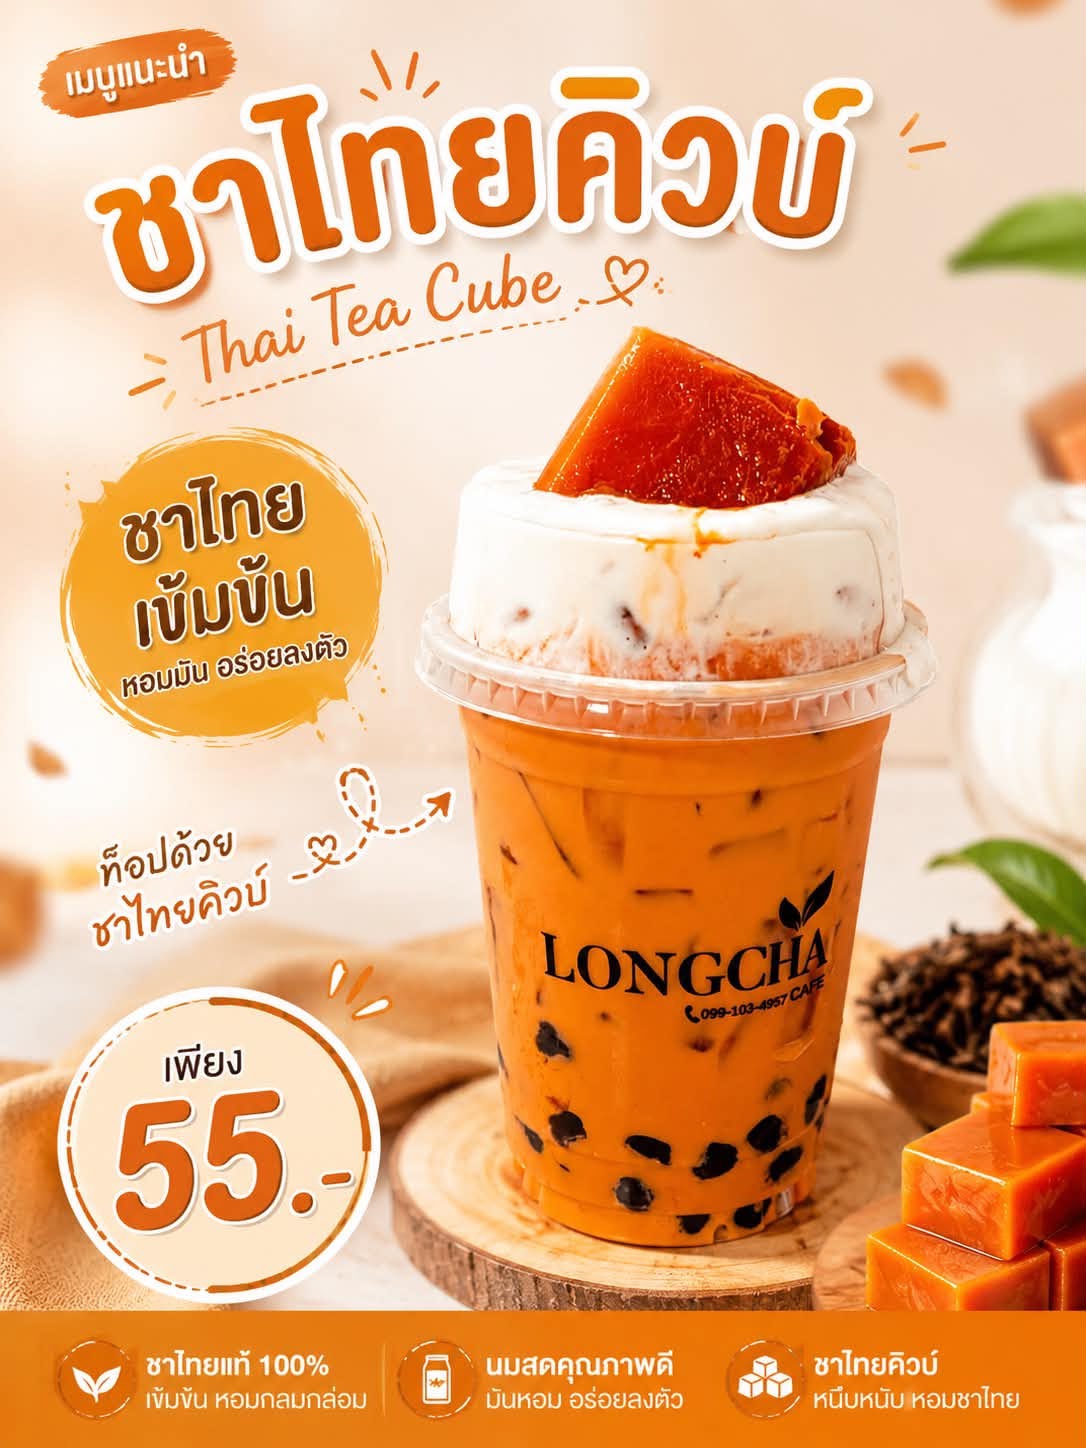 เมนูแนะนำ
ชาไทยคิวบ์
Thai Tea Cube
ชาไทย
เข้มข้น
หอมมัน อร่อยลงตัว
ท็อปด้วย
ชาไทยคิวบ์
LONGCHA
099-103-4957 CAFE
เพียง
55.-
ชาไทยแท้ 100%
เข้มข้น หอมกลมกล่อม
นมสดคุณภาพดี
มันหอม อร่อยลงตัว
ชาไทยคิวบ์
หนึบหนับ หอมชาไทย